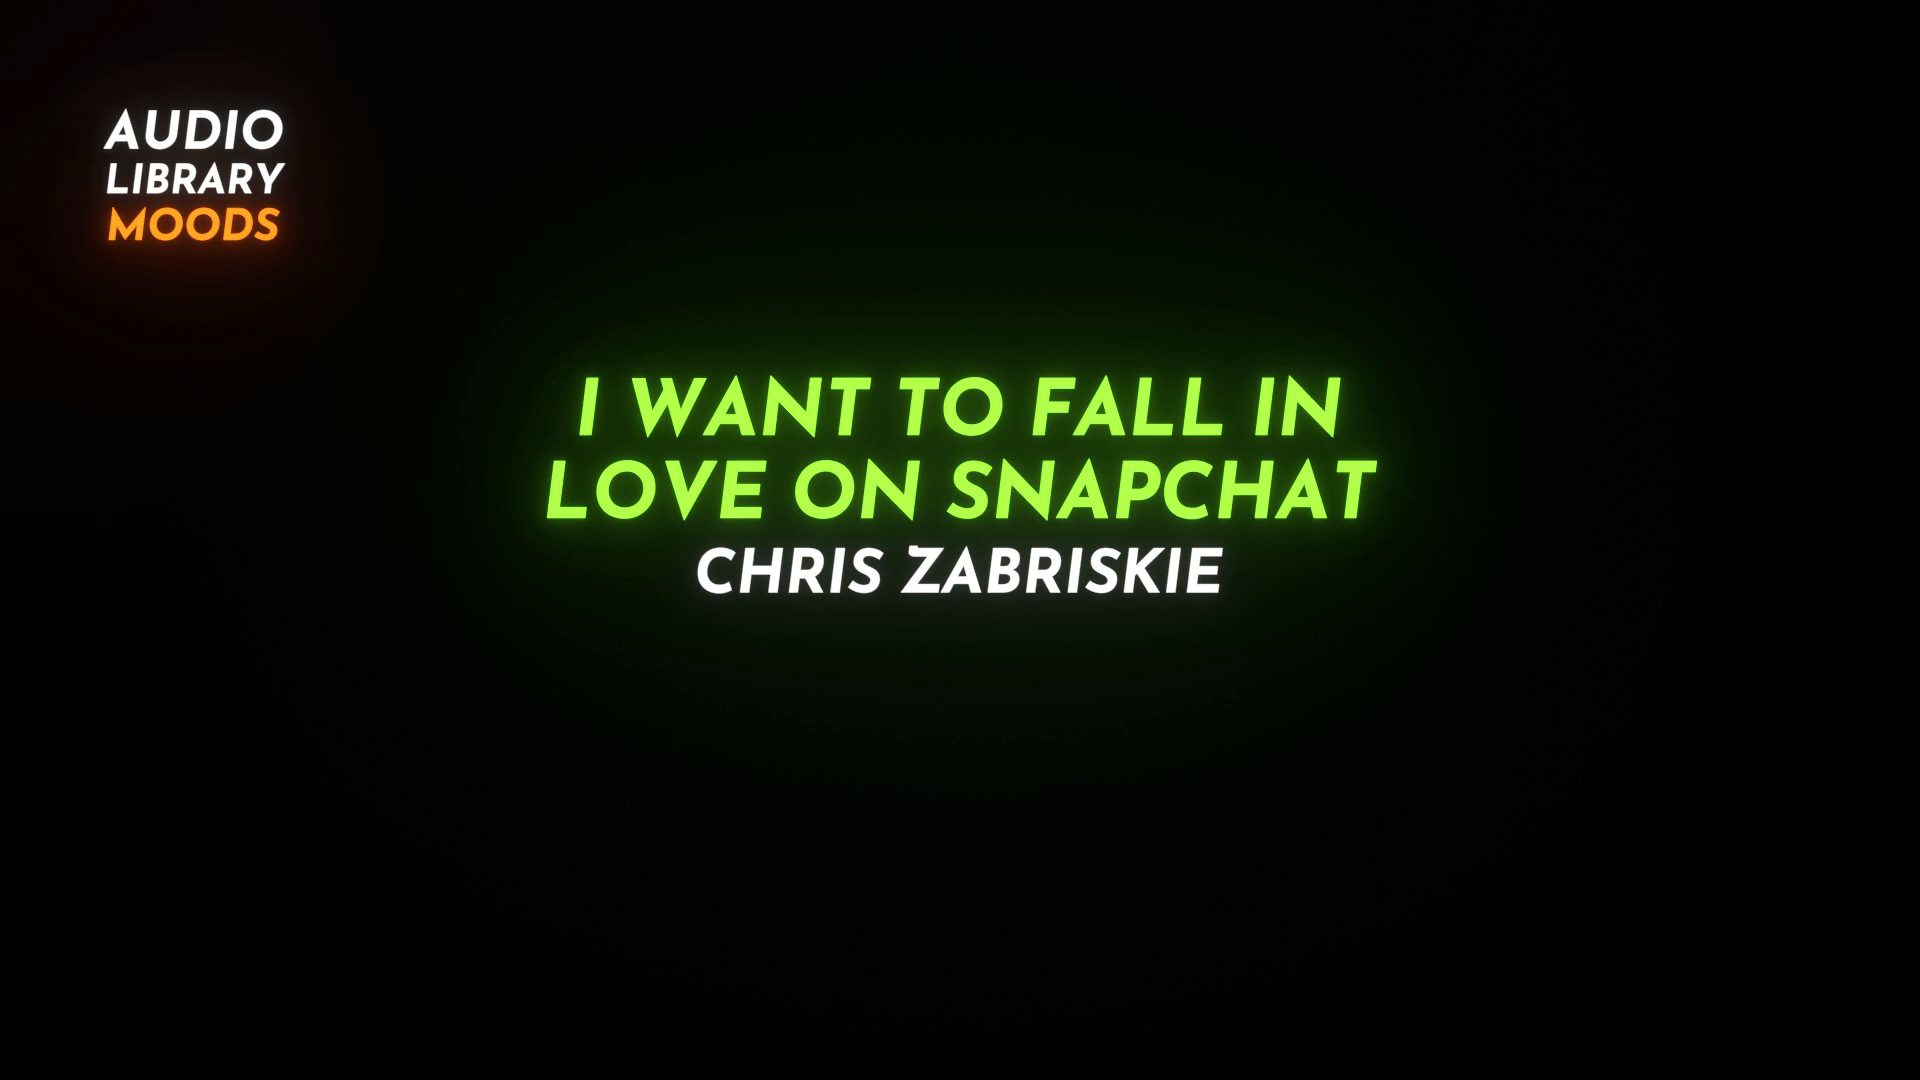 AUDIO
LIBRARY
MOODS
I WANT TO FALL IN
LOVE ON SNAPCHAT
CHRIS ZABRISKIE